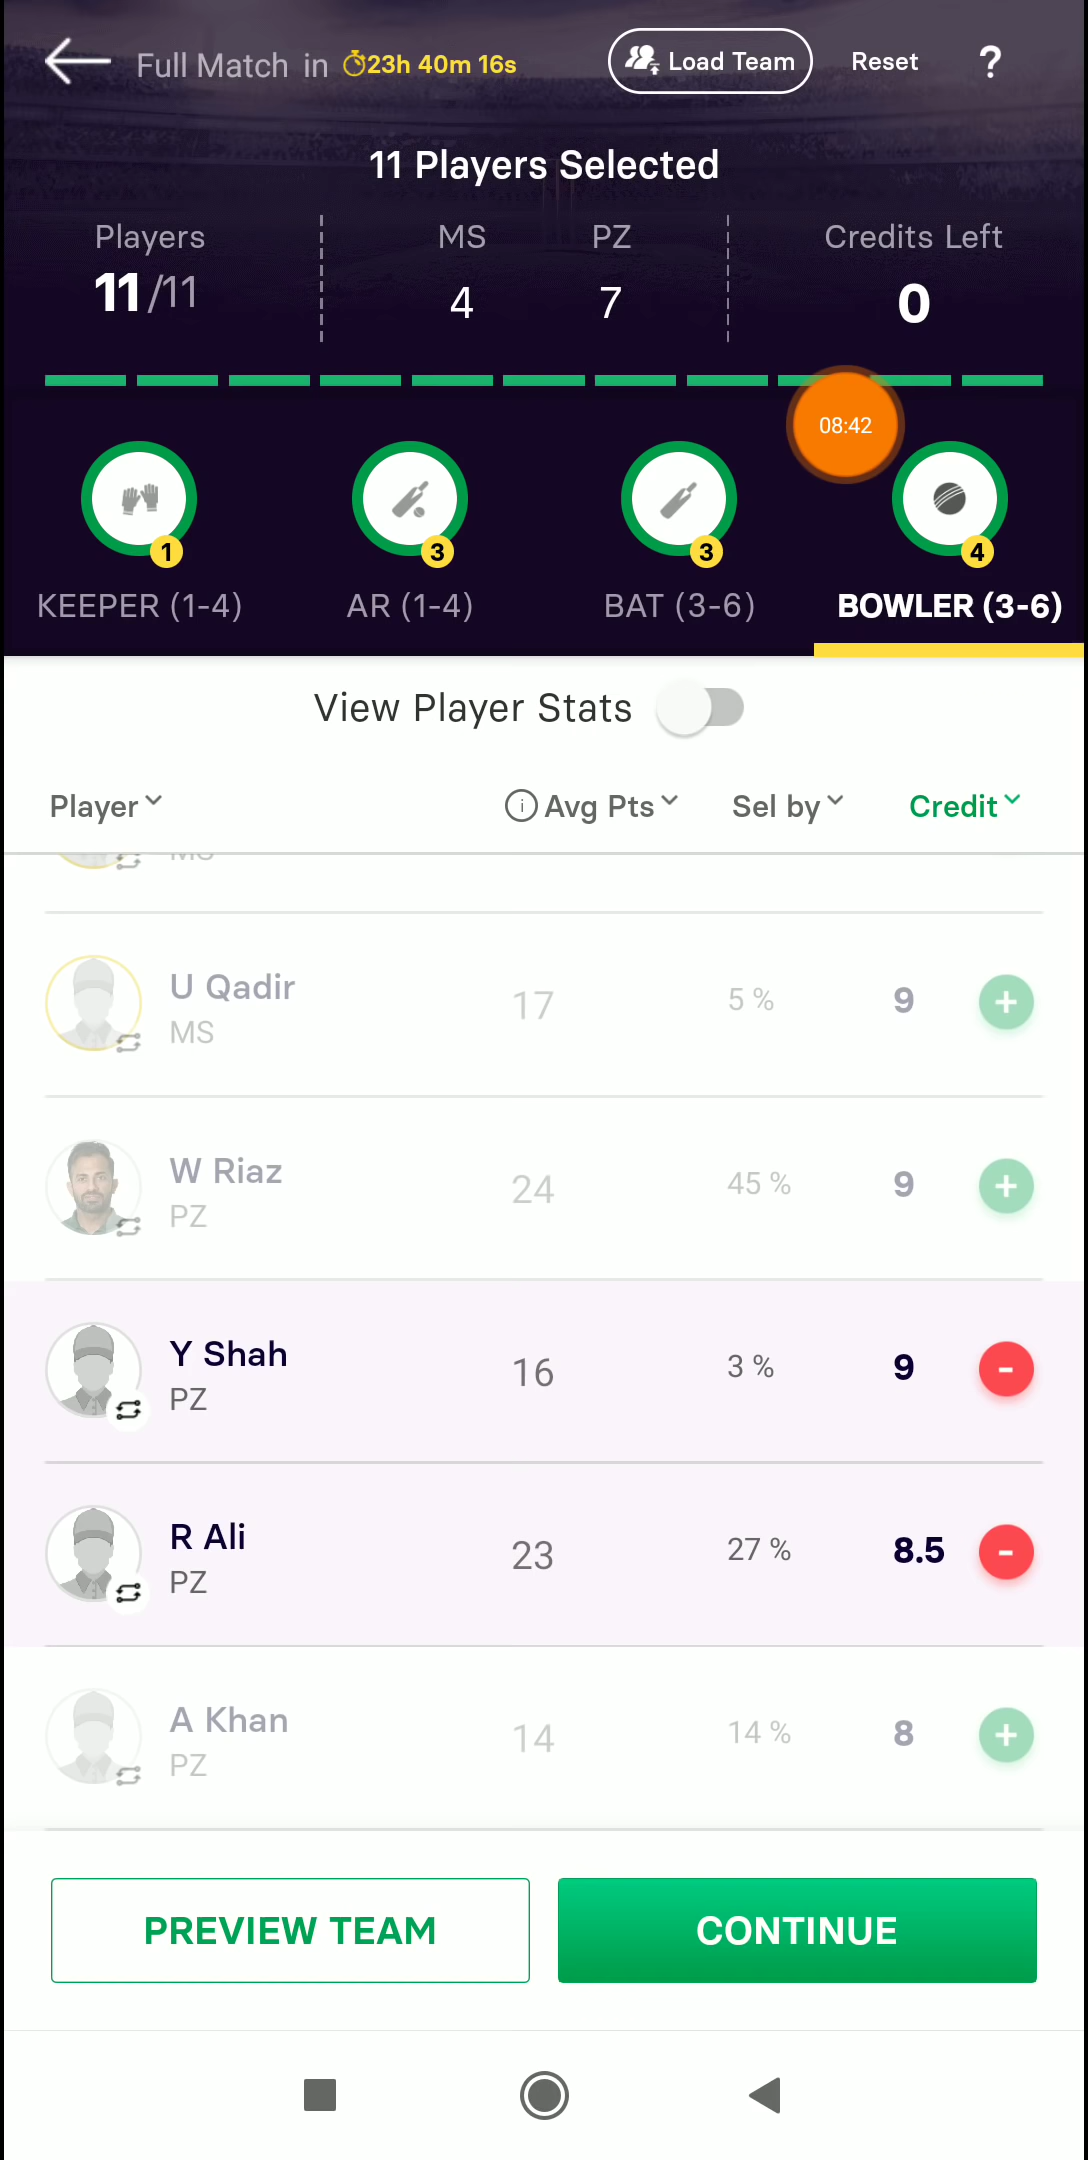 Full Match in 23h 40m 16s
Load Team
Reset
?
11 Players Selected
Players
MS
PZ
Credits Left
11/11
4
7
0
08:42
1
3
3
4
KEEPER (1-4)
AR (1-4)
BAT (3-6)
BOWLER (3-6)
View Player Stats
Player
i Avg Pts
Sel by
Credit
MS
U Qadir
MS
17
5 %
9
+
W Riaz
PZ
24
45 %
9
+
Y Shah
PZ
16
3 %
9
-
R Ali
PZ
23
27 %
8.5
-
A Khan
PZ
14
14 %
8
+
PREVIEW TEAM
CONTINUE